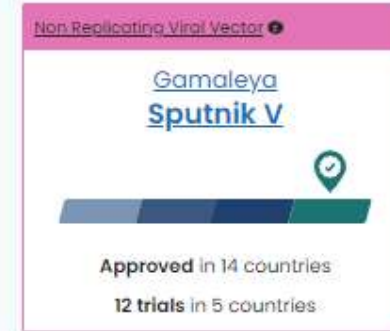 Non Replicating Viral Vector
Gamaleya
Sputnik V
Approved in 14 countries
12 trials in 5 countries